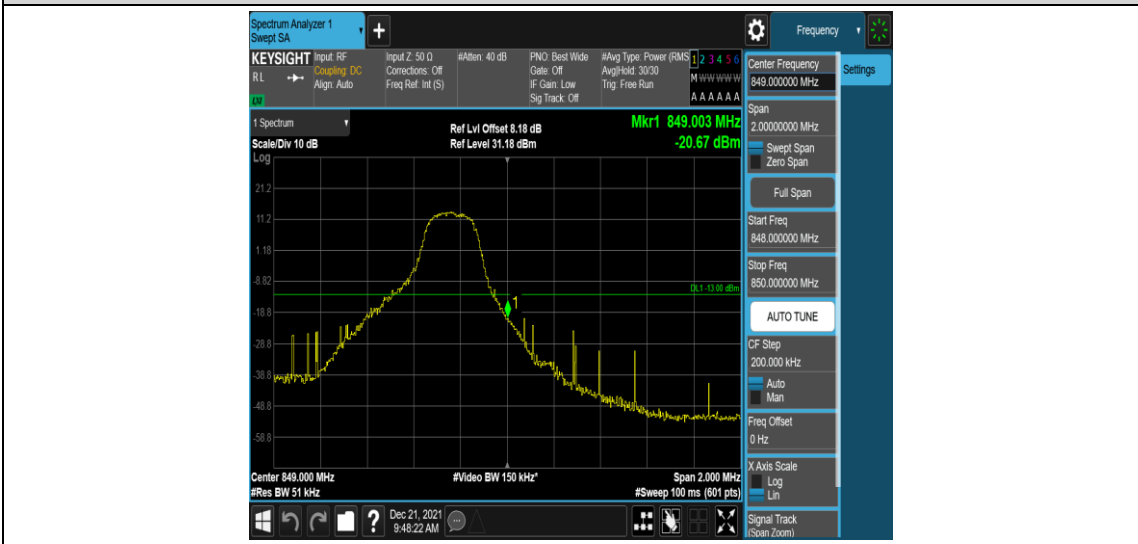 Spectrum Analyzer 1
Swept SA
+
Frequency
KEYSIGHT Input: RF Input Z: 50 Ω #Atten: 40 dB PNO: Best Wide #Avg Type: Power (RMS 1 2 3 4 5 6
RL Coupling: DC Corrections: Off Gate: Off Avg|Hold: 30/30 M W W W W W
Align: Auto Freq Ref: Int (S) IF Gain: Low Trig: Free Run
LXI Sig Track: Off A A A A A A
1 Spectrum
Scale/Div 10 dB
Ref Lvl Offset 8.18 dB
Ref Level 31.18 dBm
Mkr1 849.003 MHz
-20.67 dBm
Log
21.2
11.2
1.18
-8.82
-18.8
-28.8
-38.8
-48.8
-58.8
DL1 -13.00 dBm
1
Center 849.000 MHz #Video BW 150 kHz* Span 2.000 MHz
#Res BW 51 kHz #Sweep 100 ms (601 pts)
Dec 21, 2021
9:48:22 AM
?
Center Frequency
849.000000 MHz
Settings
Span
2.00000000 MHz
Swept Span
Zero Span
Full Span
Start Freq
848.000000 MHz
Stop Freq
850.000000 MHz
AUTO TUNE
CF Step
200.000 kHz
Auto
Man
Freq Offset
0 Hz
X Axis Scale
Log
Lin
Signal Track
(Span Zoom)